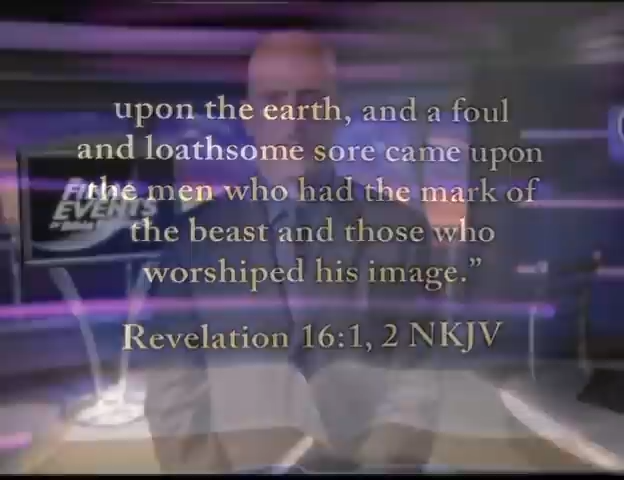 upon the earth, and a foul
and loathsome sore came upon
the men who had the mark of
the beast and those who
worshiped his image.”
Revelation 16:1, 2 NKJV
EVENTS